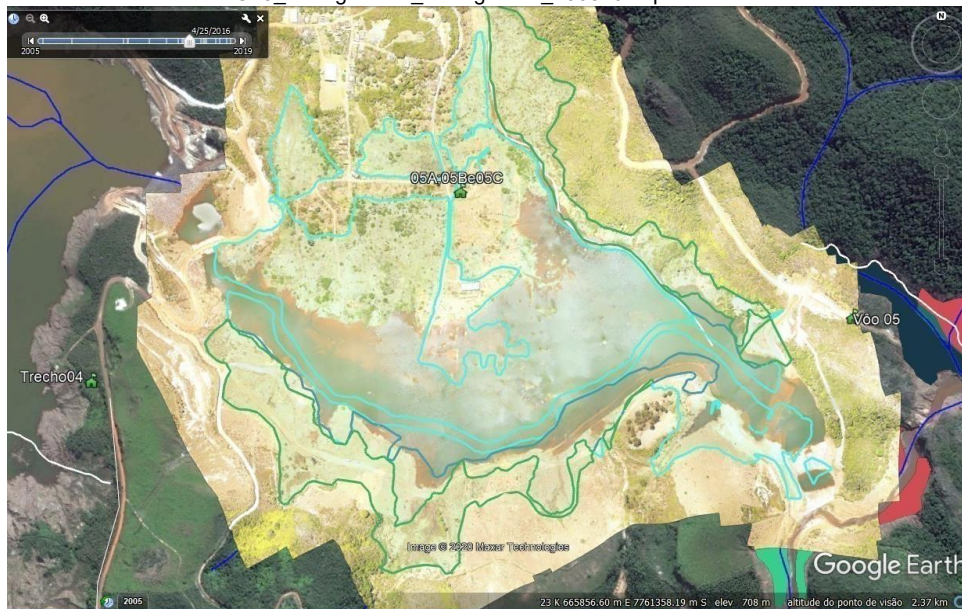 4/25/2016
2005
2019
N
05A,05Be05C
Vôo 05
Trecho04
Image © 2020 Maxar Technologies
Google Earth
2005
23 K 665856.60 m E 7761358.19 m S elev 708 m altitude do ponto de visão 2.37 km